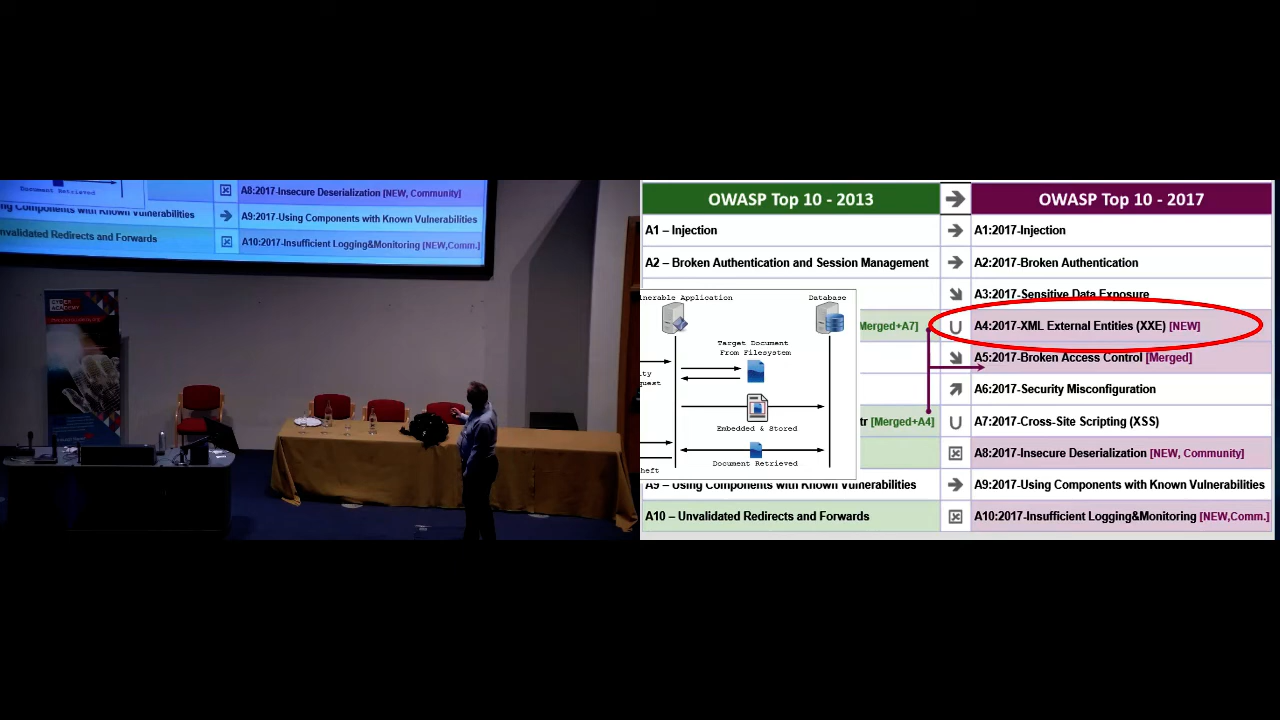 Document Retrieved
ng Components with Known Vulnerabilities
nvalidated Redirects and Forwards
A8:2017-Insecure Deserialization [NEW, Community]
A9:2017-Using Components with Known Vulnerabilities
A10:2017-Insufficient Logging&Monitoring [NEW,Comm.]
OWASP Top 10 - 2013
OWASP Top 10 - 2017
A1 – Injection
A1:2017-Injection
A2 – Broken Authentication and Session Management
A2:2017-Broken Authentication
A3:2017-Sensitive Data Exposure
Merged+A7]
A4:2017-XML External Entities (XXE) [NEW]
A5:2017-Broken Access Control [Merged]
A6:2017-Security Misconfiguration
tr [Merged+A4]
A7:2017-Cross-Site Scripting (XSS)
A8:2017-Insecure Deserialization [NEW, Community]
A9 – Using Components with Known Vulnerabilities
A9:2017-Using Components with Known Vulnerabilities
A10 – Unvalidated Redirects and Forwards
A10:2017-Insufficient Logging&Monitoring [NEW,Comm.]
nerable Application
Database
Target Document
From Filesystem
ity
quest
Embedded & Stored
Document Retrieved
heft